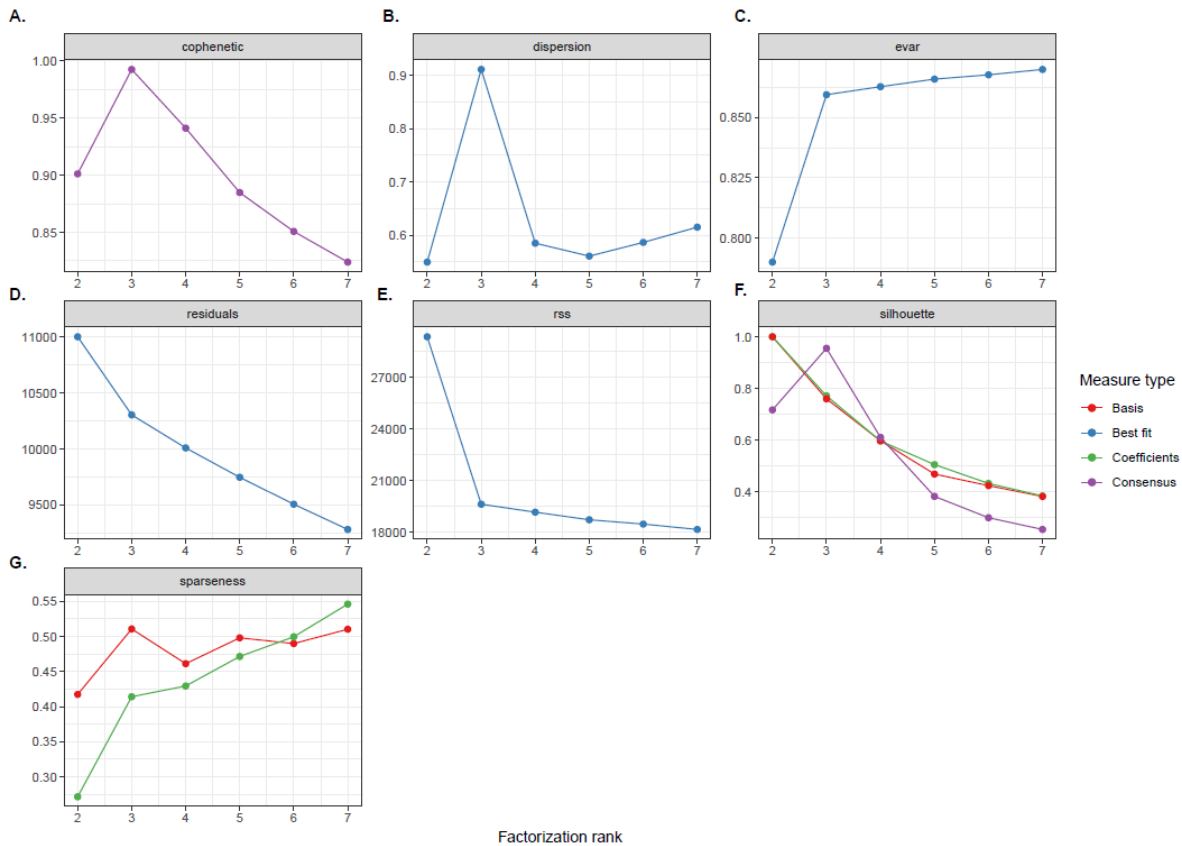 A.
cophenetic
1.00
0.95
0.90
0.85
2 3 4 5 6 7
B.
dispersion
0.9
0.8
0.7
0.6
2 3 4 5 6 7
C.
evar
0.850
0.825
0.800
2 3 4 5 6 7
D.
residuals
11000
10500
10000
9500
2 3 4 5 6 7
E.
rss
27000
24000
21000
18000
2 3 4 5 6 7
F.
silhouette
1.0
0.8
0.6
0.4
2 3 4 5 6 7
Measure type
Basis
Best fit
Coefficients
Consensus
G.
sparseness
0.55
0.50
0.45
0.40
0.35
0.30
2 3 4 5 6 7
Factorization rank